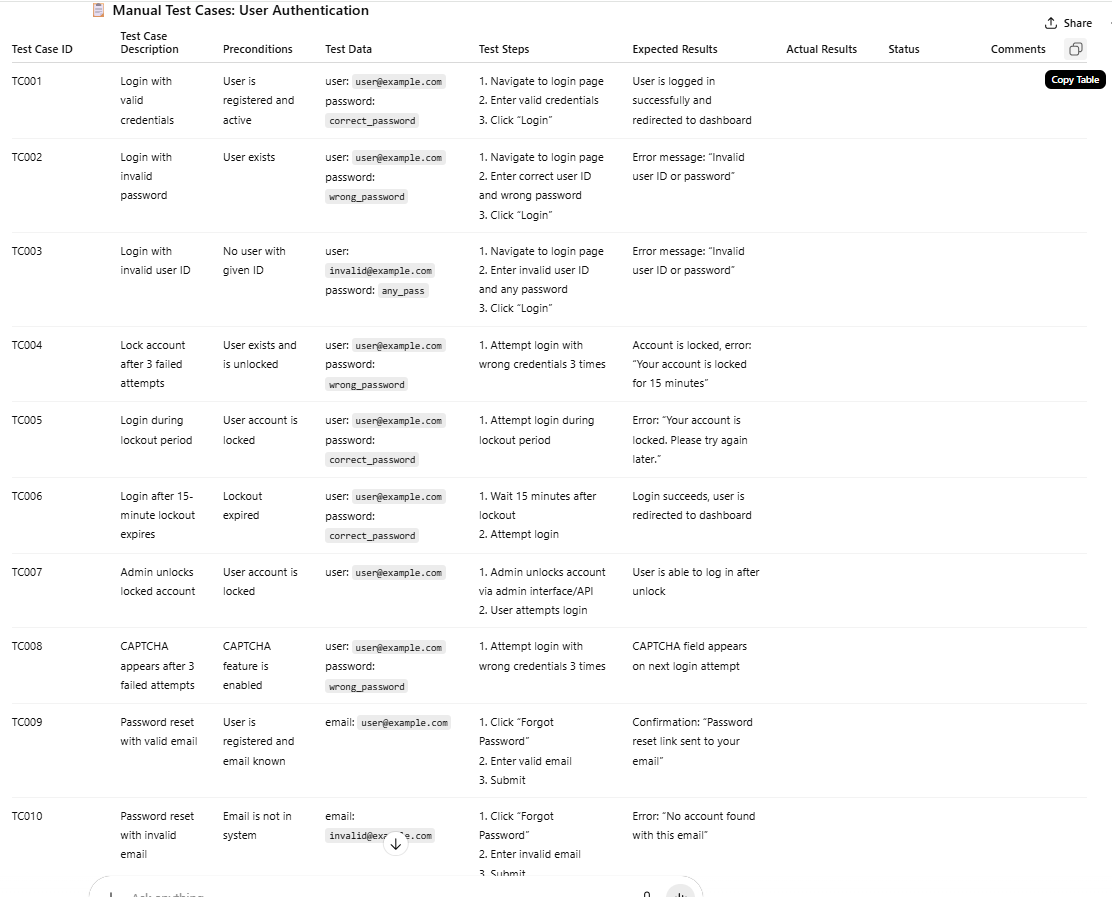 Manual Test Cases: User Authentication
Share
Test Case ID Test Case Description Preconditions Test Data Test Steps Expected Results Actual Results Status Comments
Copy Table
TC001
Login with
valid
credentials
User is
registered and
active
user: user@example.com
password:
correct_password
1. Navigate to login page
2. Enter valid credentials
3. Click “Login”
User is logged in
successfully and
redirected to dashboard
TC002
Login with
invalid
password
User exists
user: user@example.com
password:
wrong_password
1. Navigate to login page
2. Enter correct user ID
and wrong password
3. Click “Login”
Error message: “Invalid
user ID or password”
TC003
Login with
invalid user ID
No user with
given ID
user:
invalid@example.com
password: any_pass
1. Navigate to login page
2. Enter invalid user ID
and any password
3. Click “Login”
Error message: “Invalid
user ID or password”
TC004
Lock account
after 3 failed
attempts
User exists and
is unlocked
user: user@example.com
password:
wrong_password
1. Attempt login with
wrong credentials 3 times
Account is locked, error:
“Your account is locked
for 15 minutes”
TC005
Login during
lockout period
User account is
locked
user: user@example.com
password:
correct_password
1. Attempt login during
lockout period
Error: “Your account is
locked. Please try again
later.”
TC006
Login after 15-
minute lockout
expires
Lockout
expired
user: user@example.com
password:
correct_password
1. Wait 15 minutes after
lockout
2. Attempt login
Login succeeds, user is
redirected to dashboard
TC007
Admin unlocks
locked account
User account is
locked
user: user@example.com
1. Admin unlocks account
via admin interface/API
2. User attempts login
User is able to log in after
unlock
TC008
CAPTCHA
appears after 3
failed attempts
CAPTCHA
feature is
enabled
user: user@example.com
password:
wrong_password
1. Attempt login with
wrong credentials 3 times
CAPTCHA field appears
on next login attempt
TC009
Password reset
with valid email
User is
registered and
email known
email: user@example.com
1. Click “Forgot
Password”
2. Enter valid email
3. Submit
Confirmation: “Password
reset link sent to your
email”
TC010
Password reset
with invalid
email
Email is not in
system
email:
1. Click “Forgot
Password”
2. Enter invalid email
3. Submit
Error: “No account found
with this email”
Ask anything